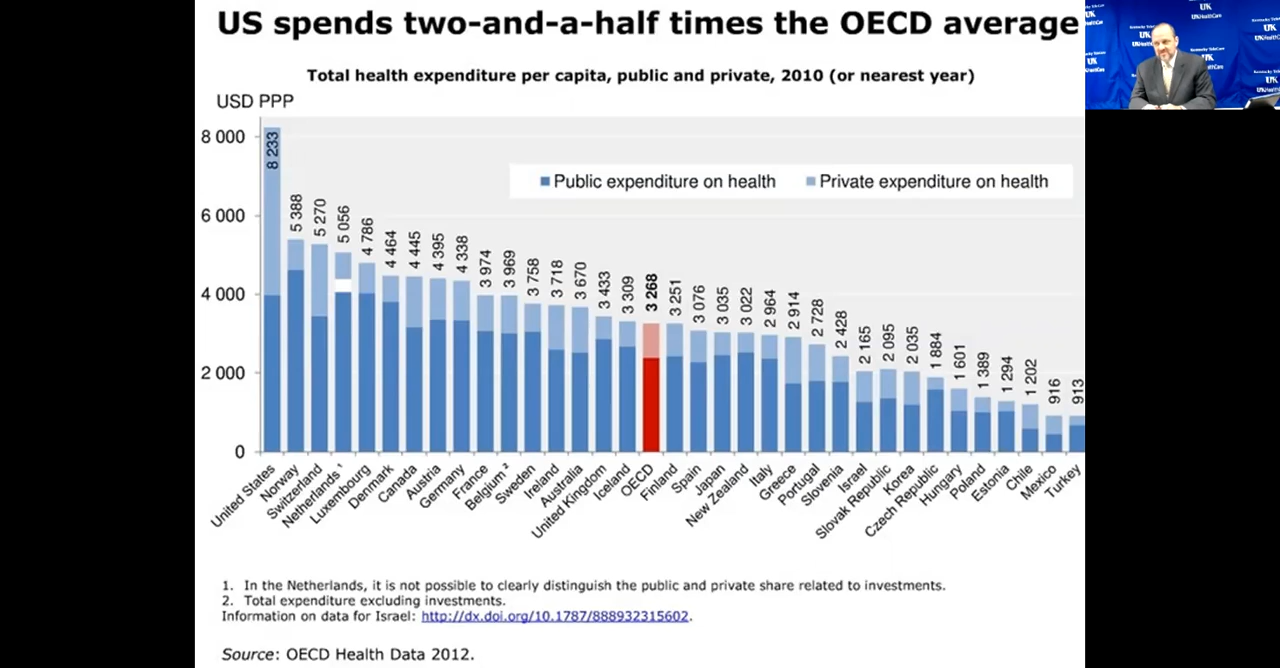 US spends two-and-a-half times the OECD average
Total health expenditure per capita, public and private, 2010 (or nearest year)
USD PPP
8 000
6 000
4 000
2 000
0
Public expenditure on health
Private expenditure on health
8 233
5 388
5 270
5 056
4 786
4 464
4 445
4 395
4 338
3 974
3 969
3 758
3 718
3 670
3 433
3 309
3 268
3 251
3 076
3 035
3 022
2 964
2 914
2 728
2 428
2 165
2 095
2 035
1 884
1 601
1 389
1 294
1 202
916
913
United States
Norway
Switzerland
Netherlands ¹
Luxembourg
Denmark
Canada
Austria
Germany
France
Belgium ²
Sweden
Ireland
Australia
United Kingdom
Iceland
OECD
Finland
Spain
Japan
New Zealand
Italy
Greece
Portugal
Slovenia
Israel
Slovak Republic
Korea
Czech Republic
Hungary
Poland
Estonia
Chile
Mexico
Turkey
1. In the Netherlands, it is not possible to clearly distinguish the public and private share related to investments.
2. Total expenditure excluding investments.
Information on data for Israel: http://dx.doi.org/10.1787/888932315602.
Source: OECD Health Data 2012.
UK
UKHealthCare
Kentucky TeleCare